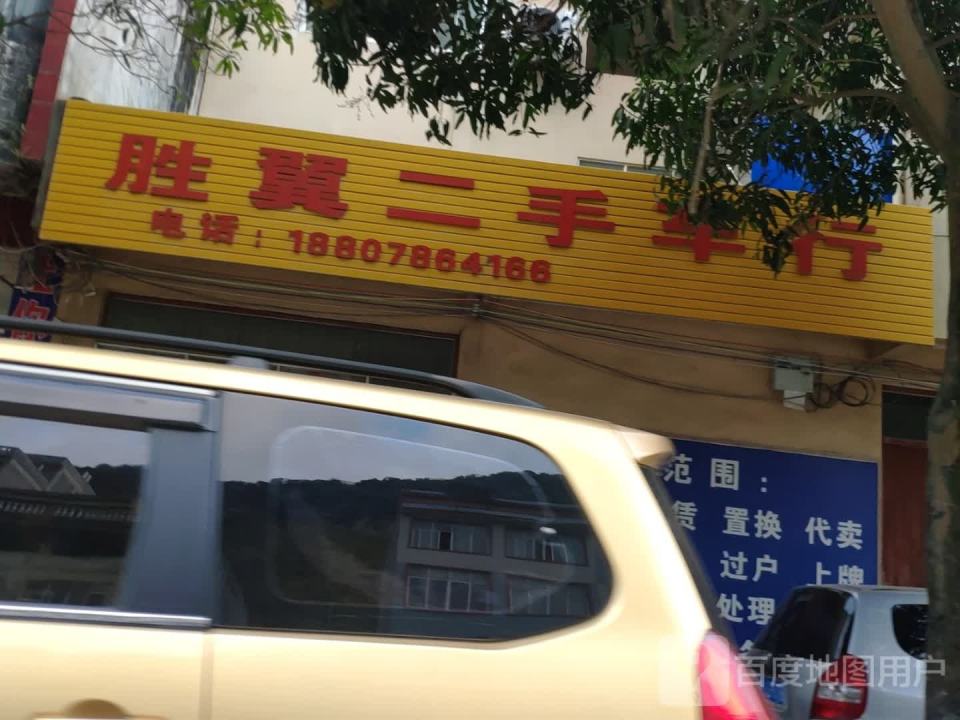 胜翼二手车行
电话：18807864166
范围：
赁 置换 代卖
过户 上牌
处理
百度地图用户